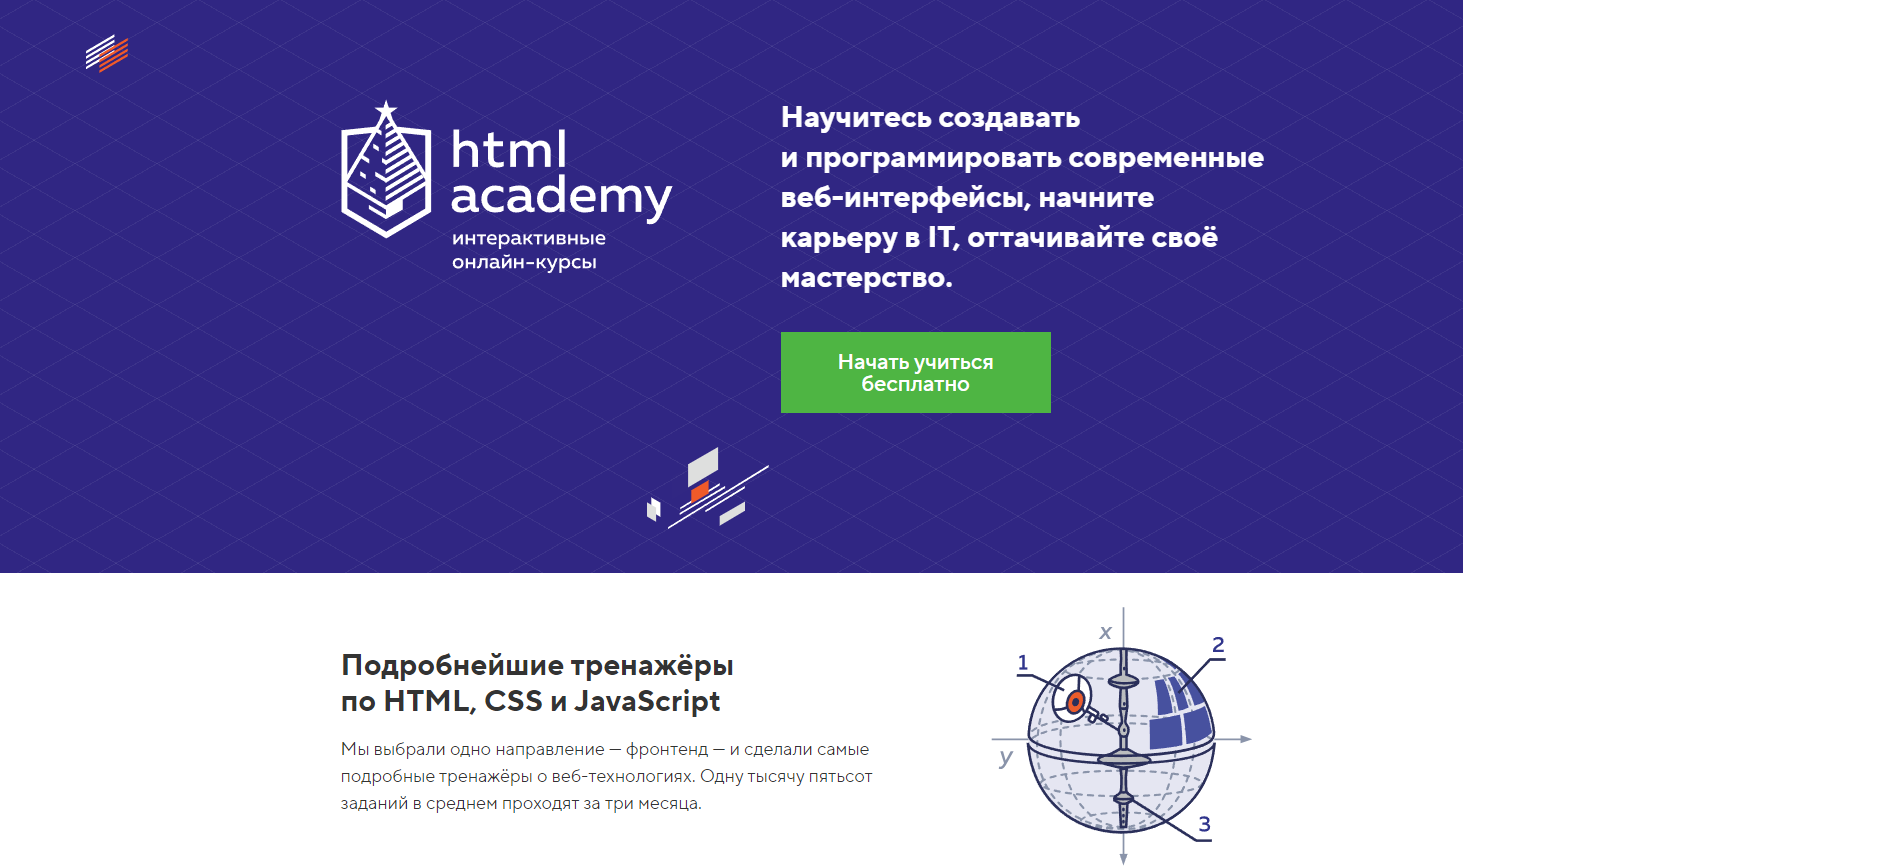 html
academy
интерактивные
онлайн-курсы
Научитесь создавать
и программировать современные
веб-интерфейсы, начните
карьеру в IT, оттачивайте своё
мастерство.
Начать учиться
бесплатно
Подробнейшие тренажёры
по HTML, CSS и JavaScript
Мы выбрали одно направление — фронтенд — и сделали самые
подробные тренажёры о веб-технологиях. Одну тысячу пятьсот
заданий в среднем проходят за три месяца.
x
1
2
y
3